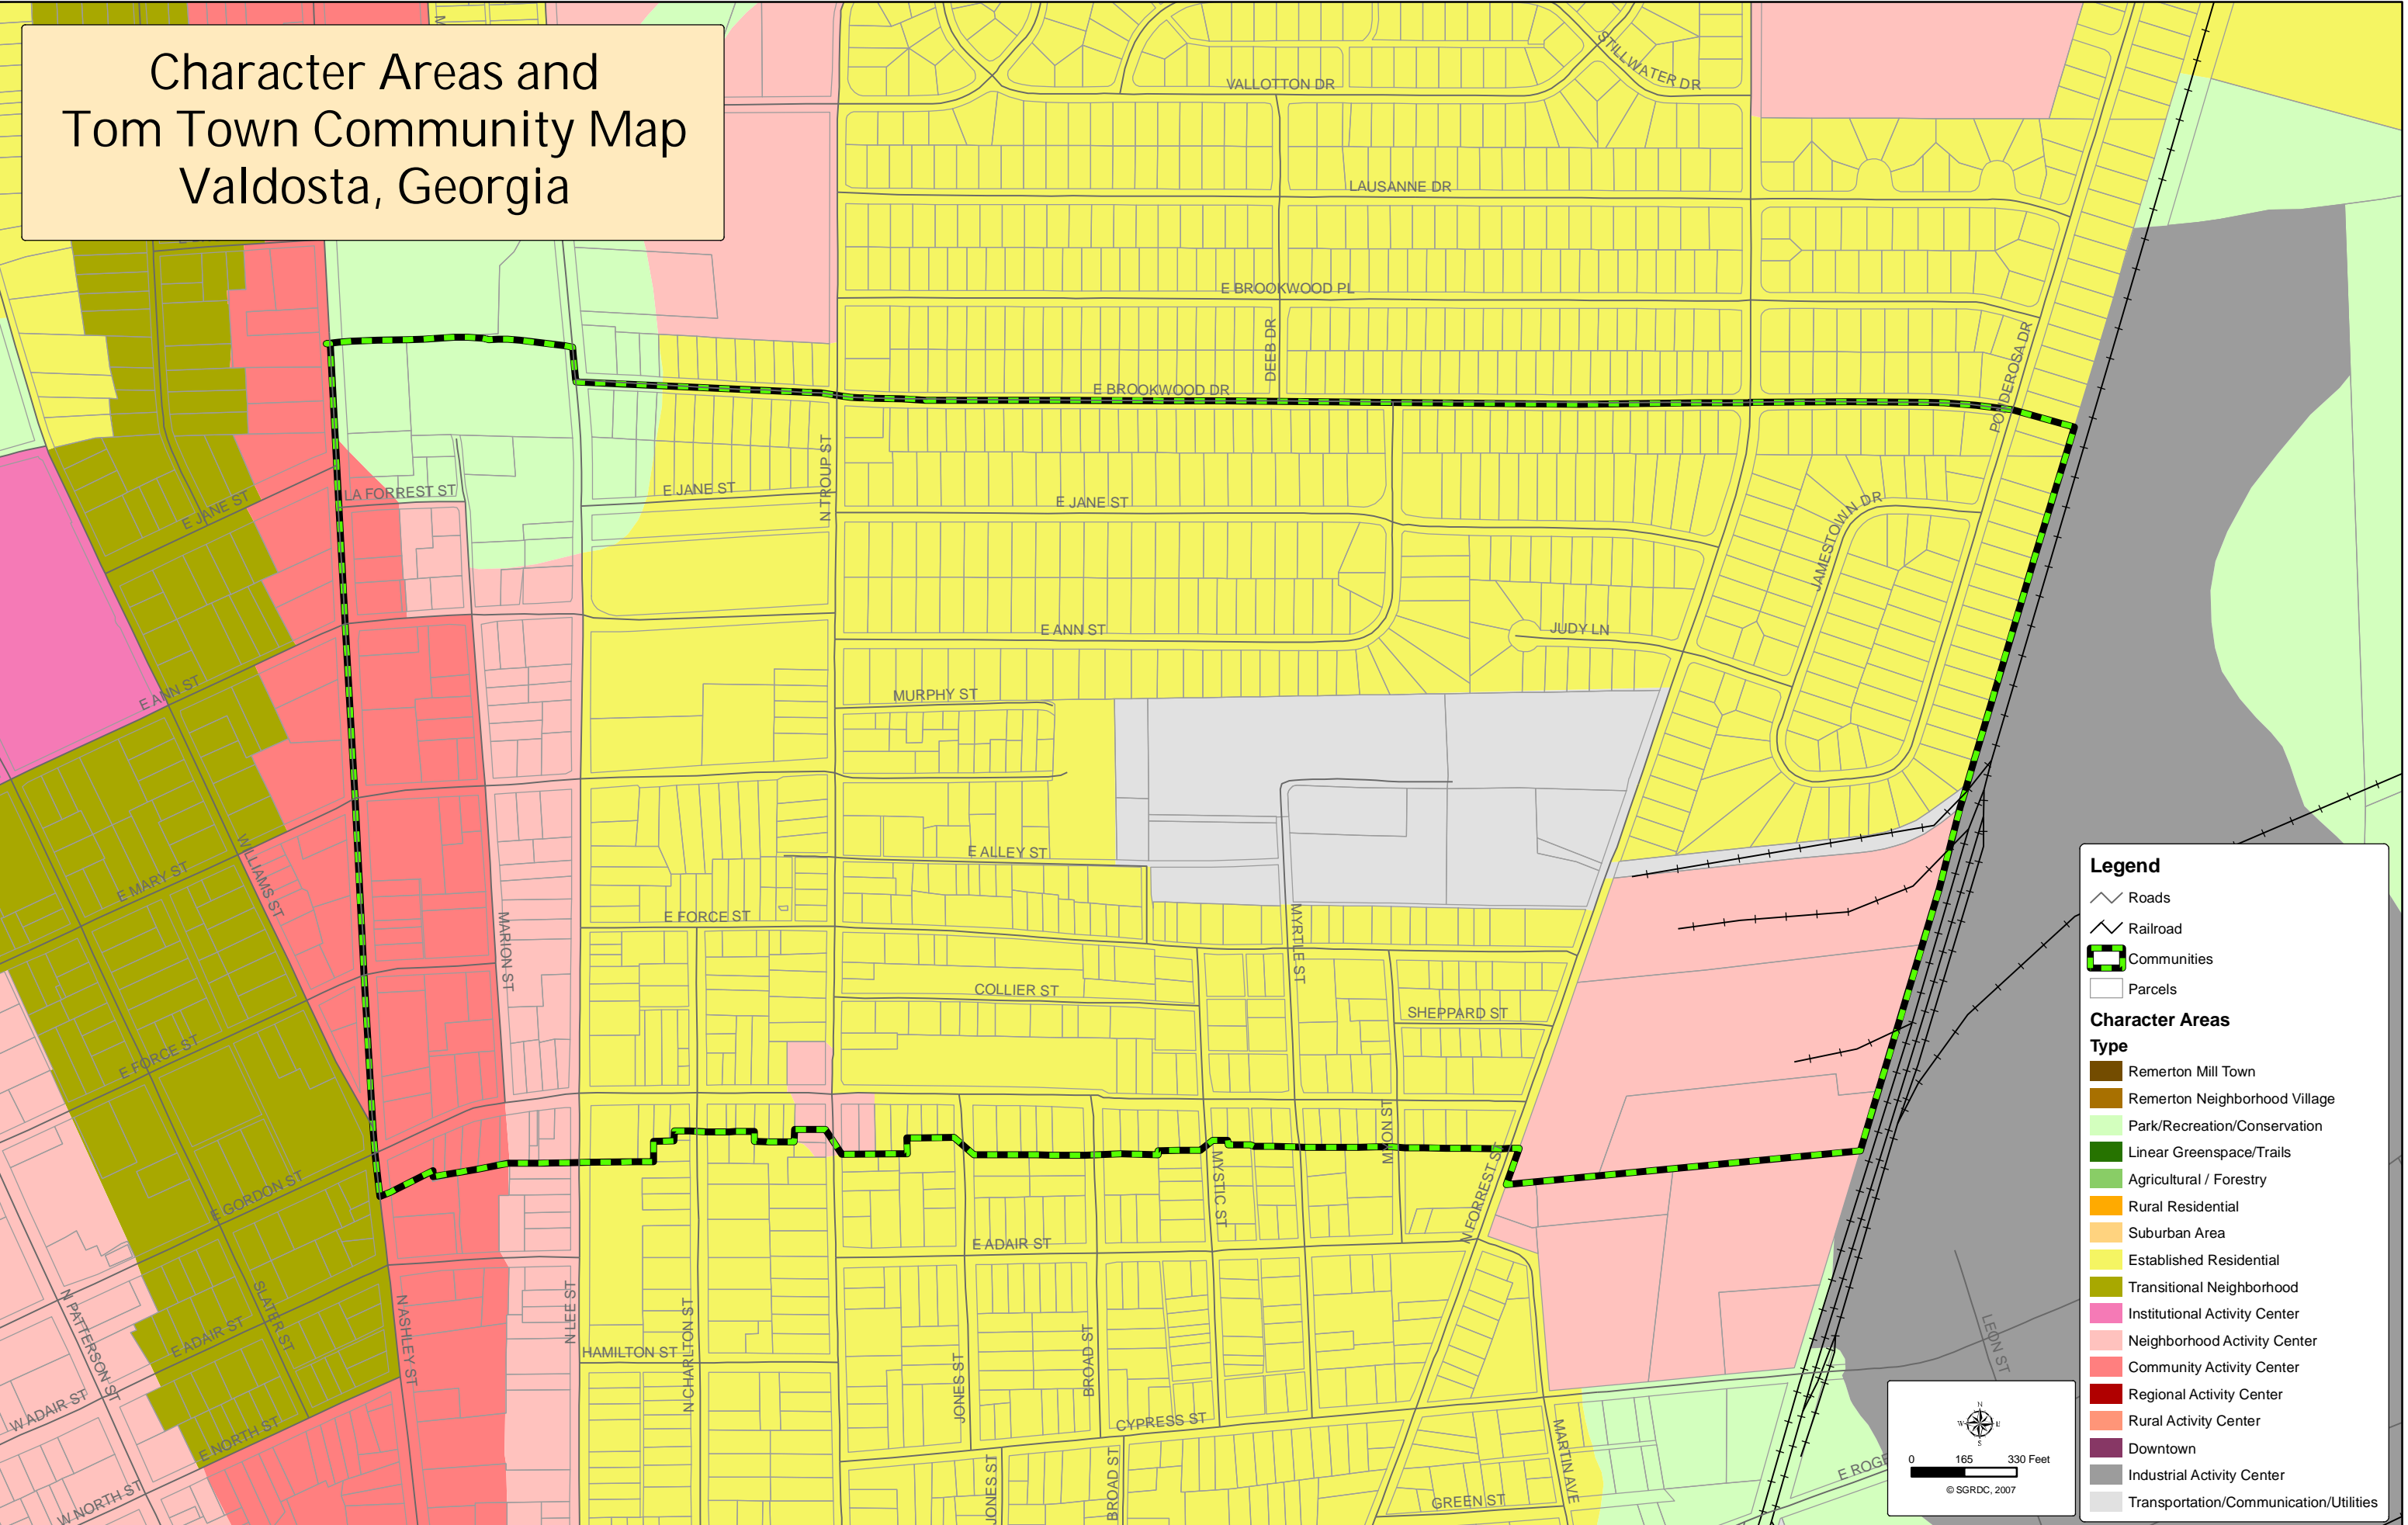 Character Areas and
Tom Town Community Map
Valdosta, Georgia
VALLOTTON DR
STILLWATER DR
LAUSANNE DR
E BROOKWOOD PL
DEEB DR
PONDEROSA DR
E BROOKWOOD DR
N TROUP ST
E JANE ST
LA FORREST ST
E JANE ST
E JANE ST
JAMESTOWN DR
E ANN ST
JUDY LN
E ANN ST
MURPHY ST
WILLIAMS ST
E MARY ST
E ALLEY ST
E FORCE ST
MARION ST
MYRTLE ST
COLLIER ST
SHEPPARD ST
E FORCE ST
MYSTIC ST
N FORREST ST
E GORDON ST
E ADAIR ST
N LEE ST
N PATTERSON ST
SLATER ST
N ASHLEY ST
N CHARLTON ST
E ADAIR ST
HAMILTON ST
JONES ST
BROAD ST
LEON ST
W ADAIR ST
CYPRESS ST
E NORTH ST
MARTIN AVE
W NORTH ST
JONES ST
BROAD ST
GREEN ST
Legend
Roads
Railroad
Communities
Parcels
Character Areas
Type
Remerton Mill Town
Remerton Neighborhood Village
Park/Recreation/Conservation
Linear Greenspace/Trails
Agricultural / Forestry
Rural Residential
Suburban Area
Established Residential
Transitional Neighborhood
Institutional Activity Center
Neighborhood Activity Center
Community Activity Center
Regional Activity Center
Rural Activity Center
Downtown
Industrial Activity Center
Transportation/Communication/Utilities
N
W E
S
0 165 330 Feet
© SGRDC, 2007